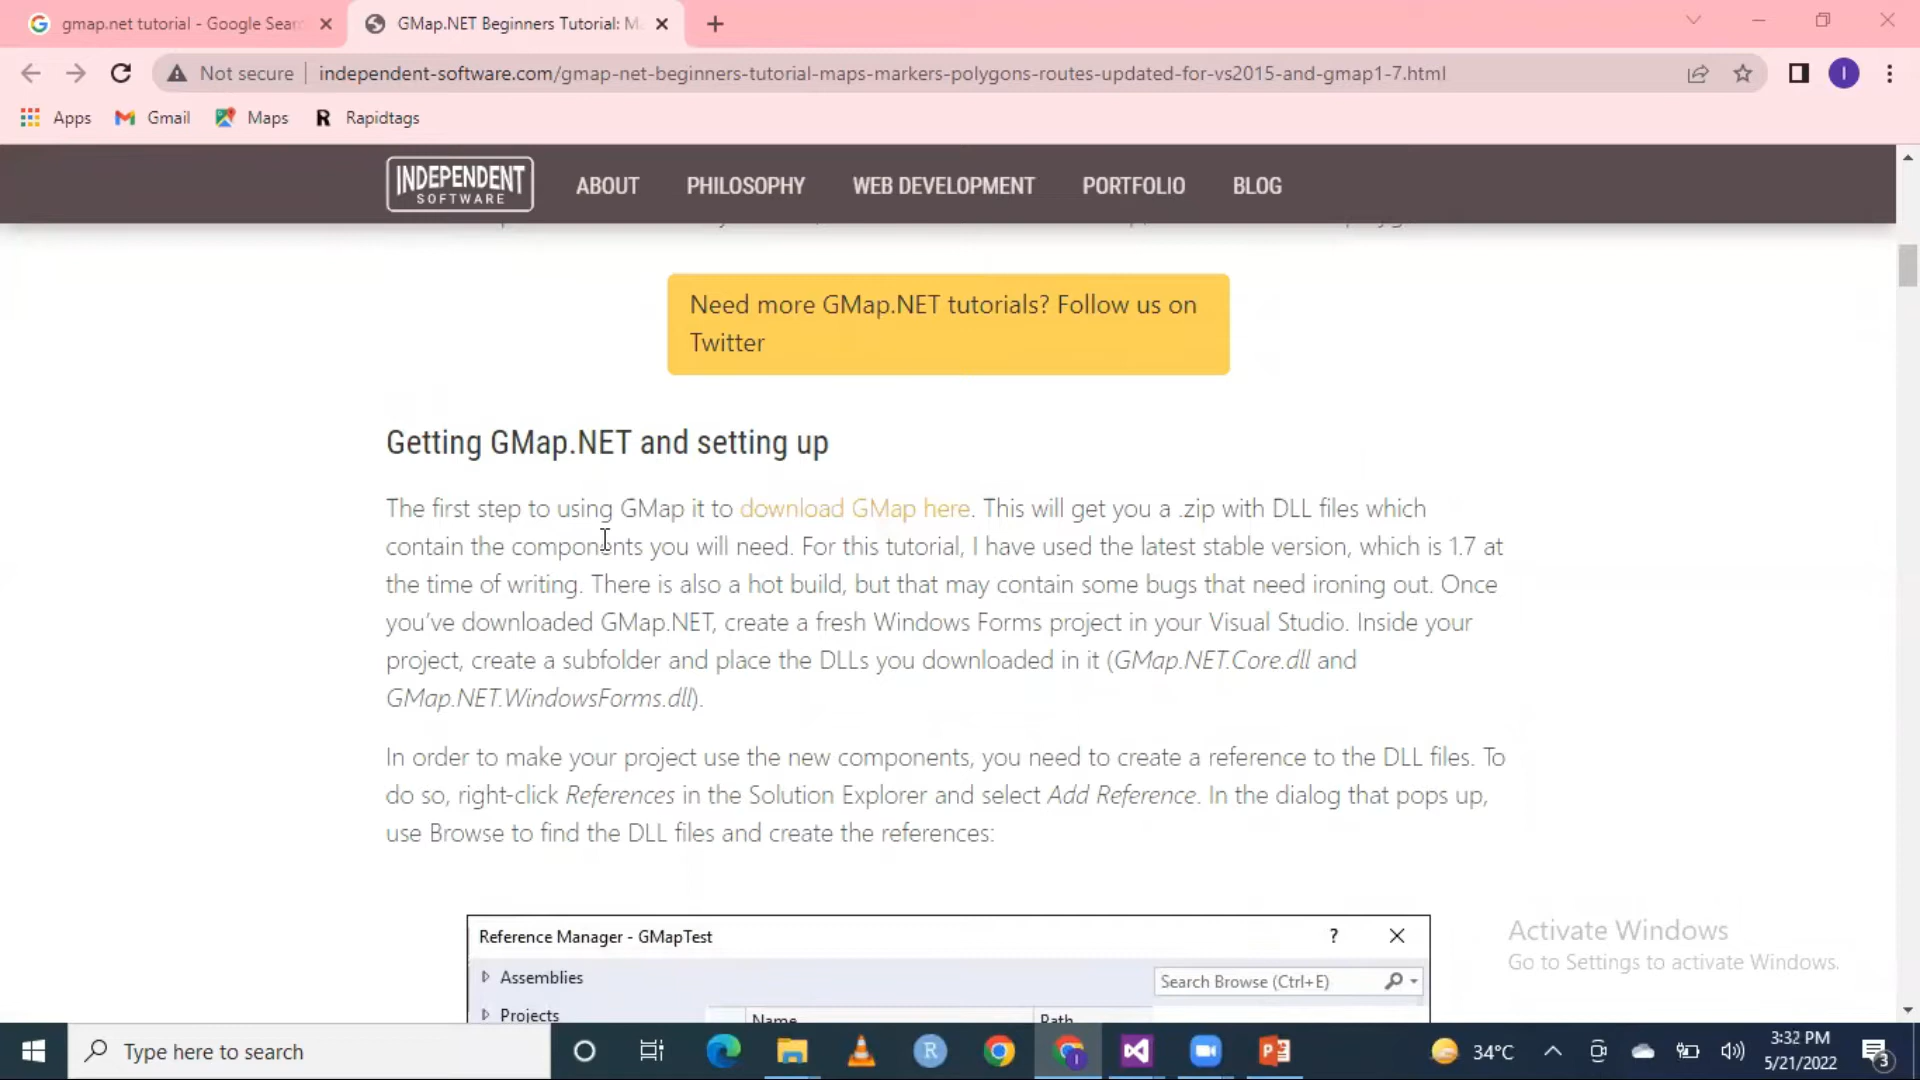 gmap.net tutorial - Google Sear
GMap.NET Beginners Tutorial: M
Not secure
independent-software.com/gmap-net-beginners-tutorial-maps-markers-polygons-routes-updated-for-vs2015-and-gmap1-7.html
I
Apps
Gmail
Maps
R Rapidtags
INDEPENDENT
SOFTWARE
ABOUT
PHILOSOPHY
WEB DEVELOPMENT
PORTFOLIO
BLOG
Need more GMap.NET tutorials? Follow us on
Twitter
Getting GMap.NET and setting up
The first step to using GMap it to download GMap here. This will get you a .zip with DLL files which
contain the components you will need. For this tutorial, I have used the latest stable version, which is 1.7 at
the time of writing. There is also a hot build, but that may contain some bugs that need ironing out. Once
you've downloaded GMap.NET, create a fresh Windows Forms project in your Visual Studio. Inside your
project, create a subfolder and place the DLLs you downloaded in it (GMap.NET.Core.dll and
GMap.NET.WindowsForms.dll).
In order to make your project use the new components, you need to create a reference to the DLL files. To
do so, right-click References in the Solution Explorer and select Add Reference. In the dialog that pops up,
use Browse to find the DLL files and create the references:
Reference Manager - GMapTest
? 
Assemblies
Search Browse (Ctrl+E)
Projects
Name
Path
Activate Windows
Go to Settings to activate Windows.
Type here to search
R
I
34°C
3:32 PM
5/21/2022
3